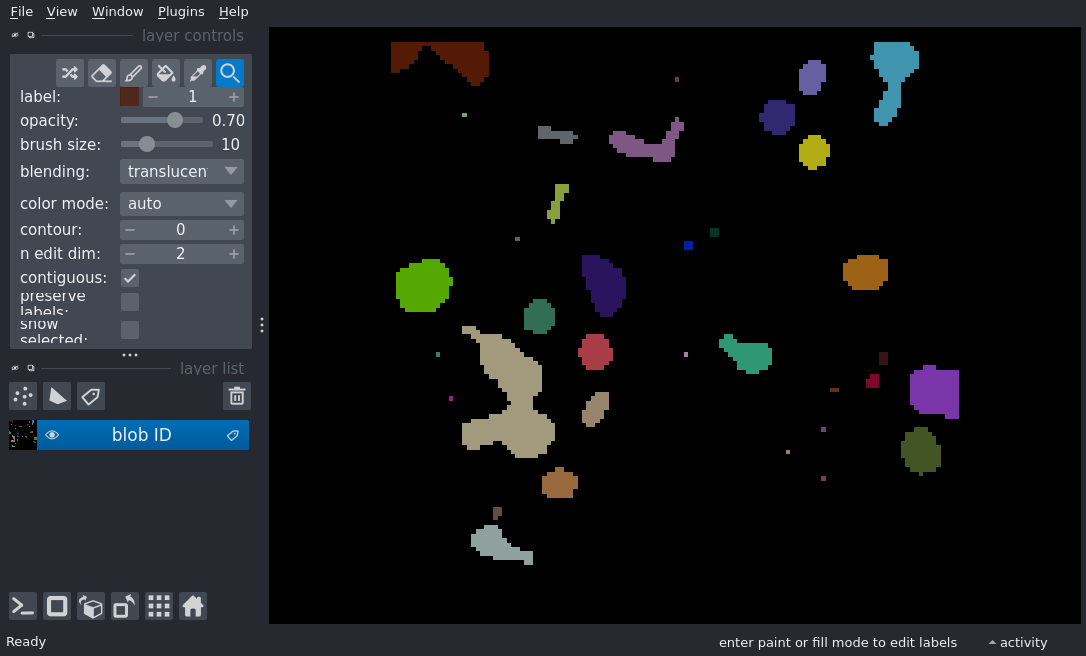 File View Window Plugins Help
layer controls
label: 1
opacity: 0.70
brush size: 10
blending: translucen
color mode: auto
contour: 0
n edit dim: 2
contiguous:
preserve
labels:
show
selected:
layer list
blob ID
Ready
enter paint or fill mode to edit labels
activity